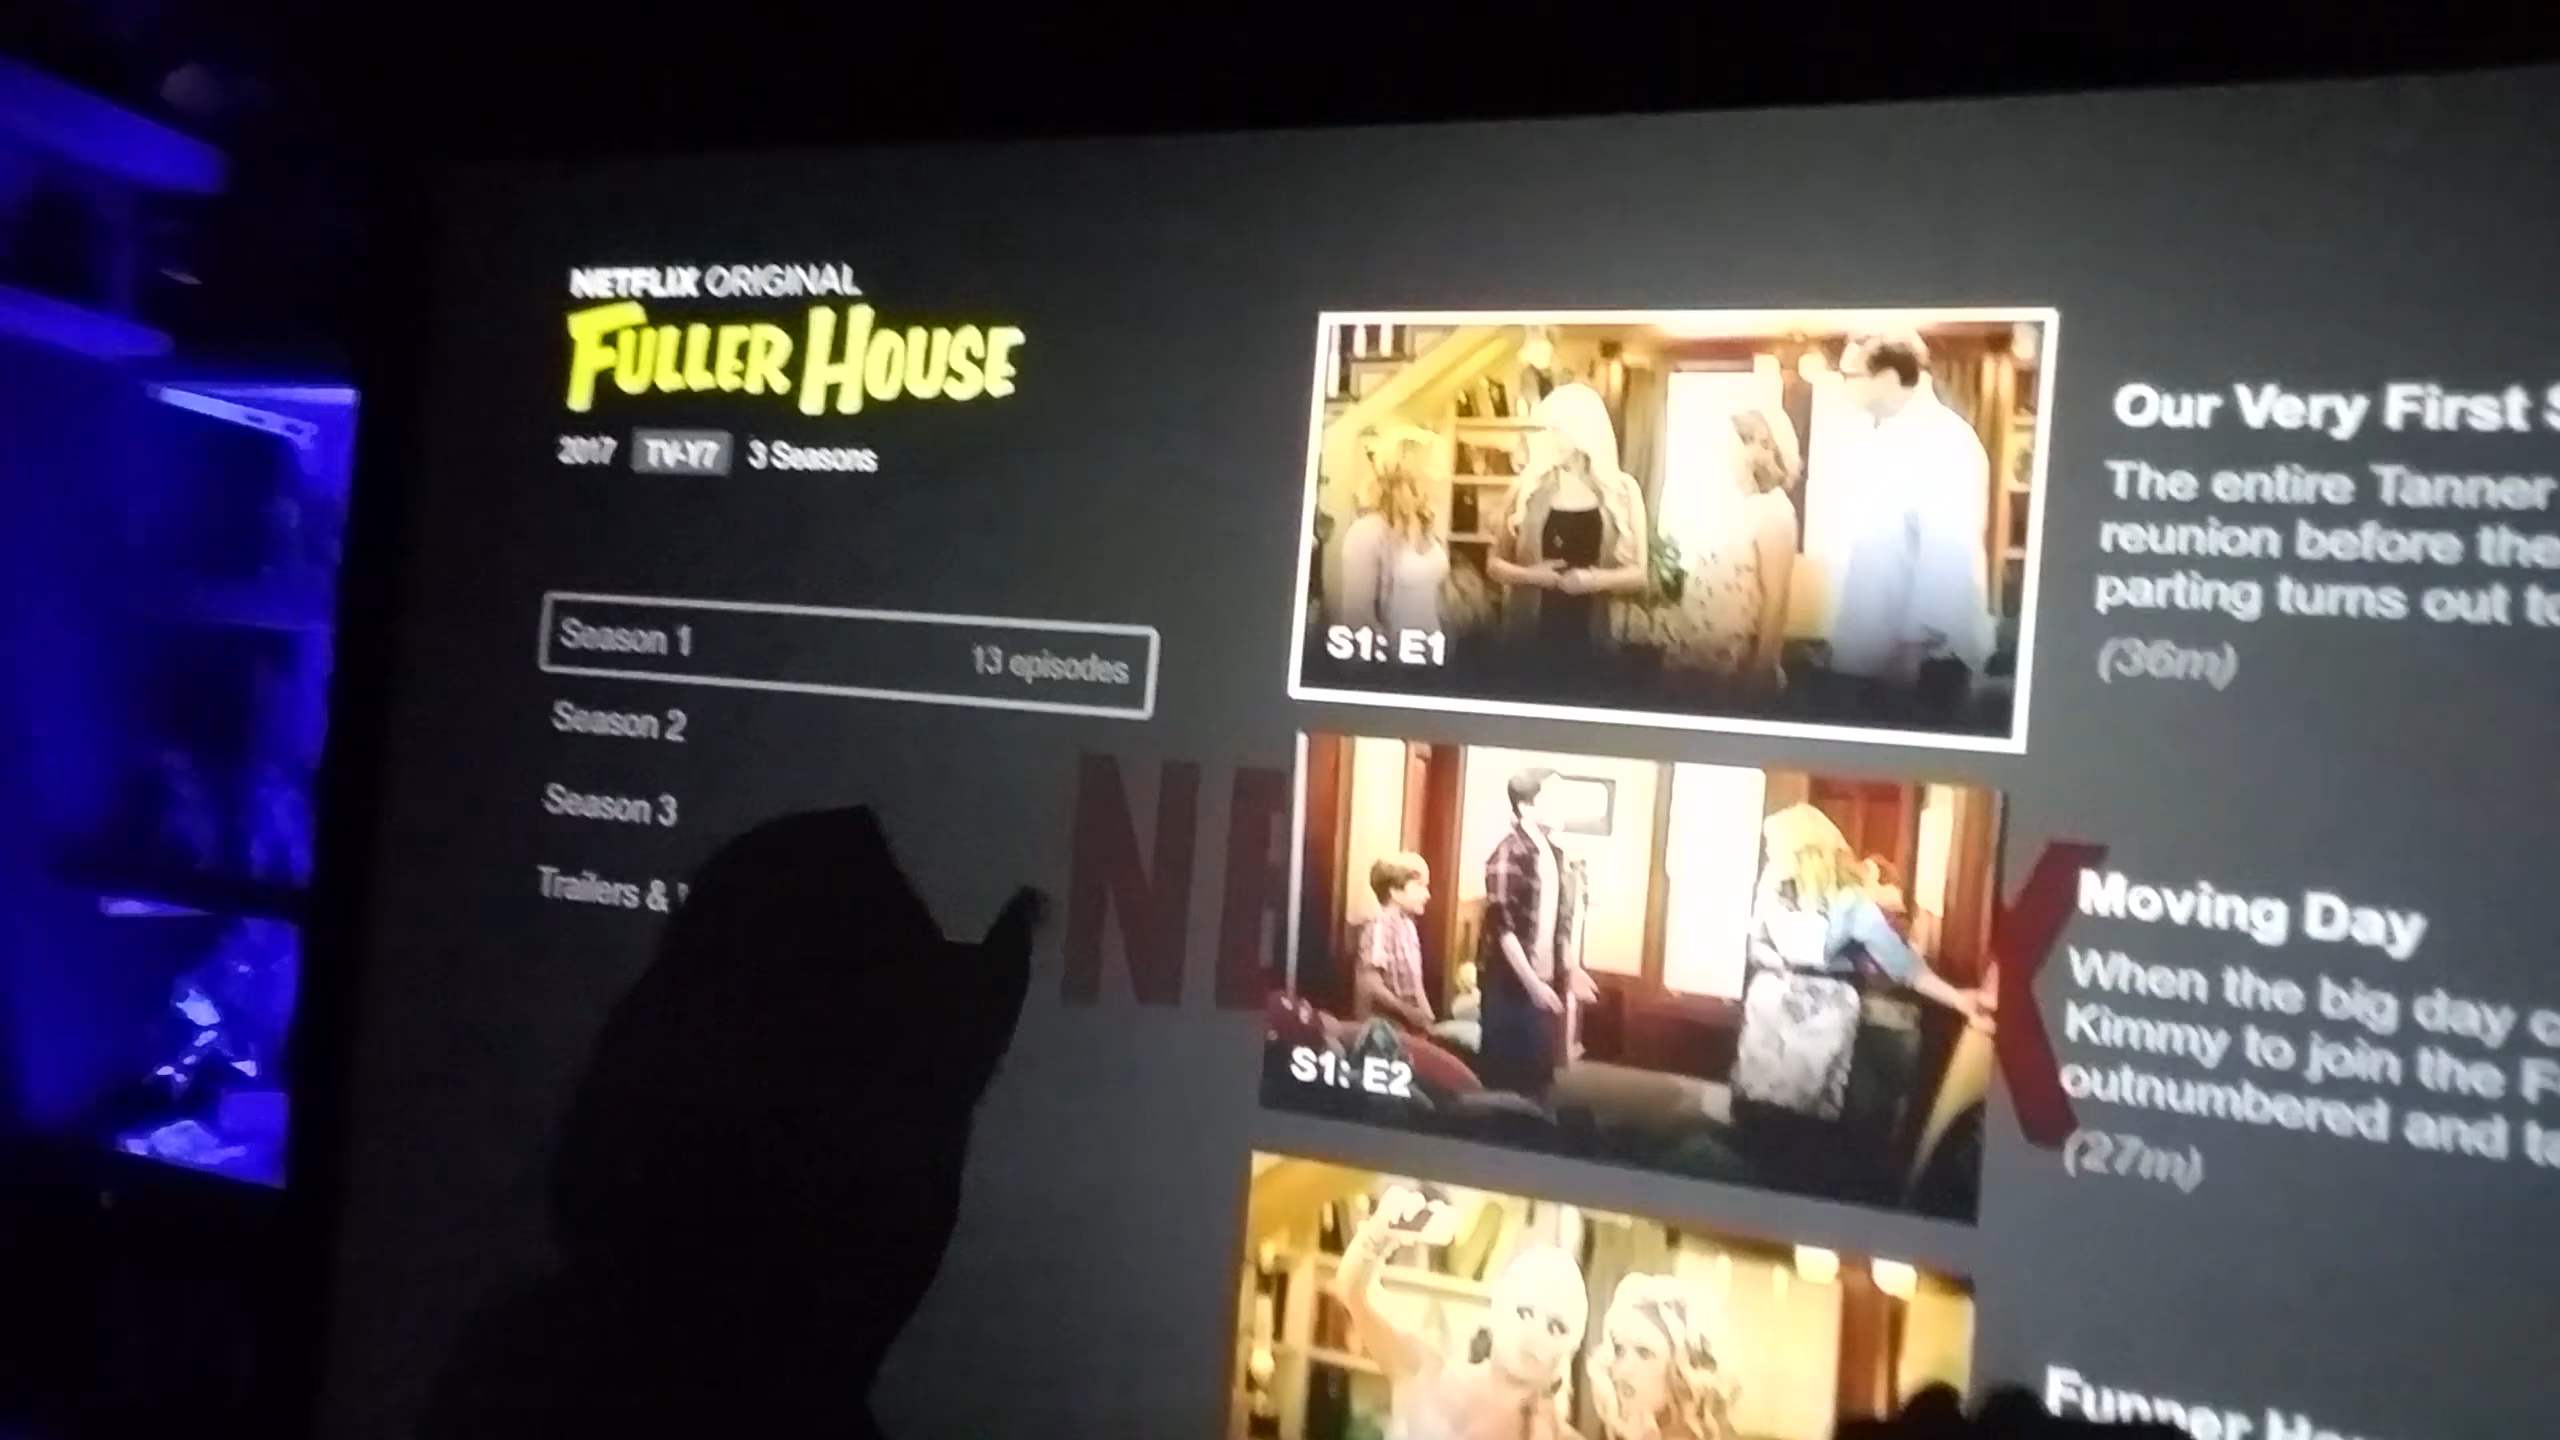 NETFLIX ORIGINAL
FULLER HOUSE
2017 TV-Y7 3 Seasons
Season 1 13 episodes
Season 2
Season 3
Trailers &
S1: E1
Our Very First
The entire Tanner
reunion before the
parting turns out
(36m)
NE
X
S1: E2
Moving Day
When the big day
Kimmy to join the
outnumbered and
(27m)
Funner